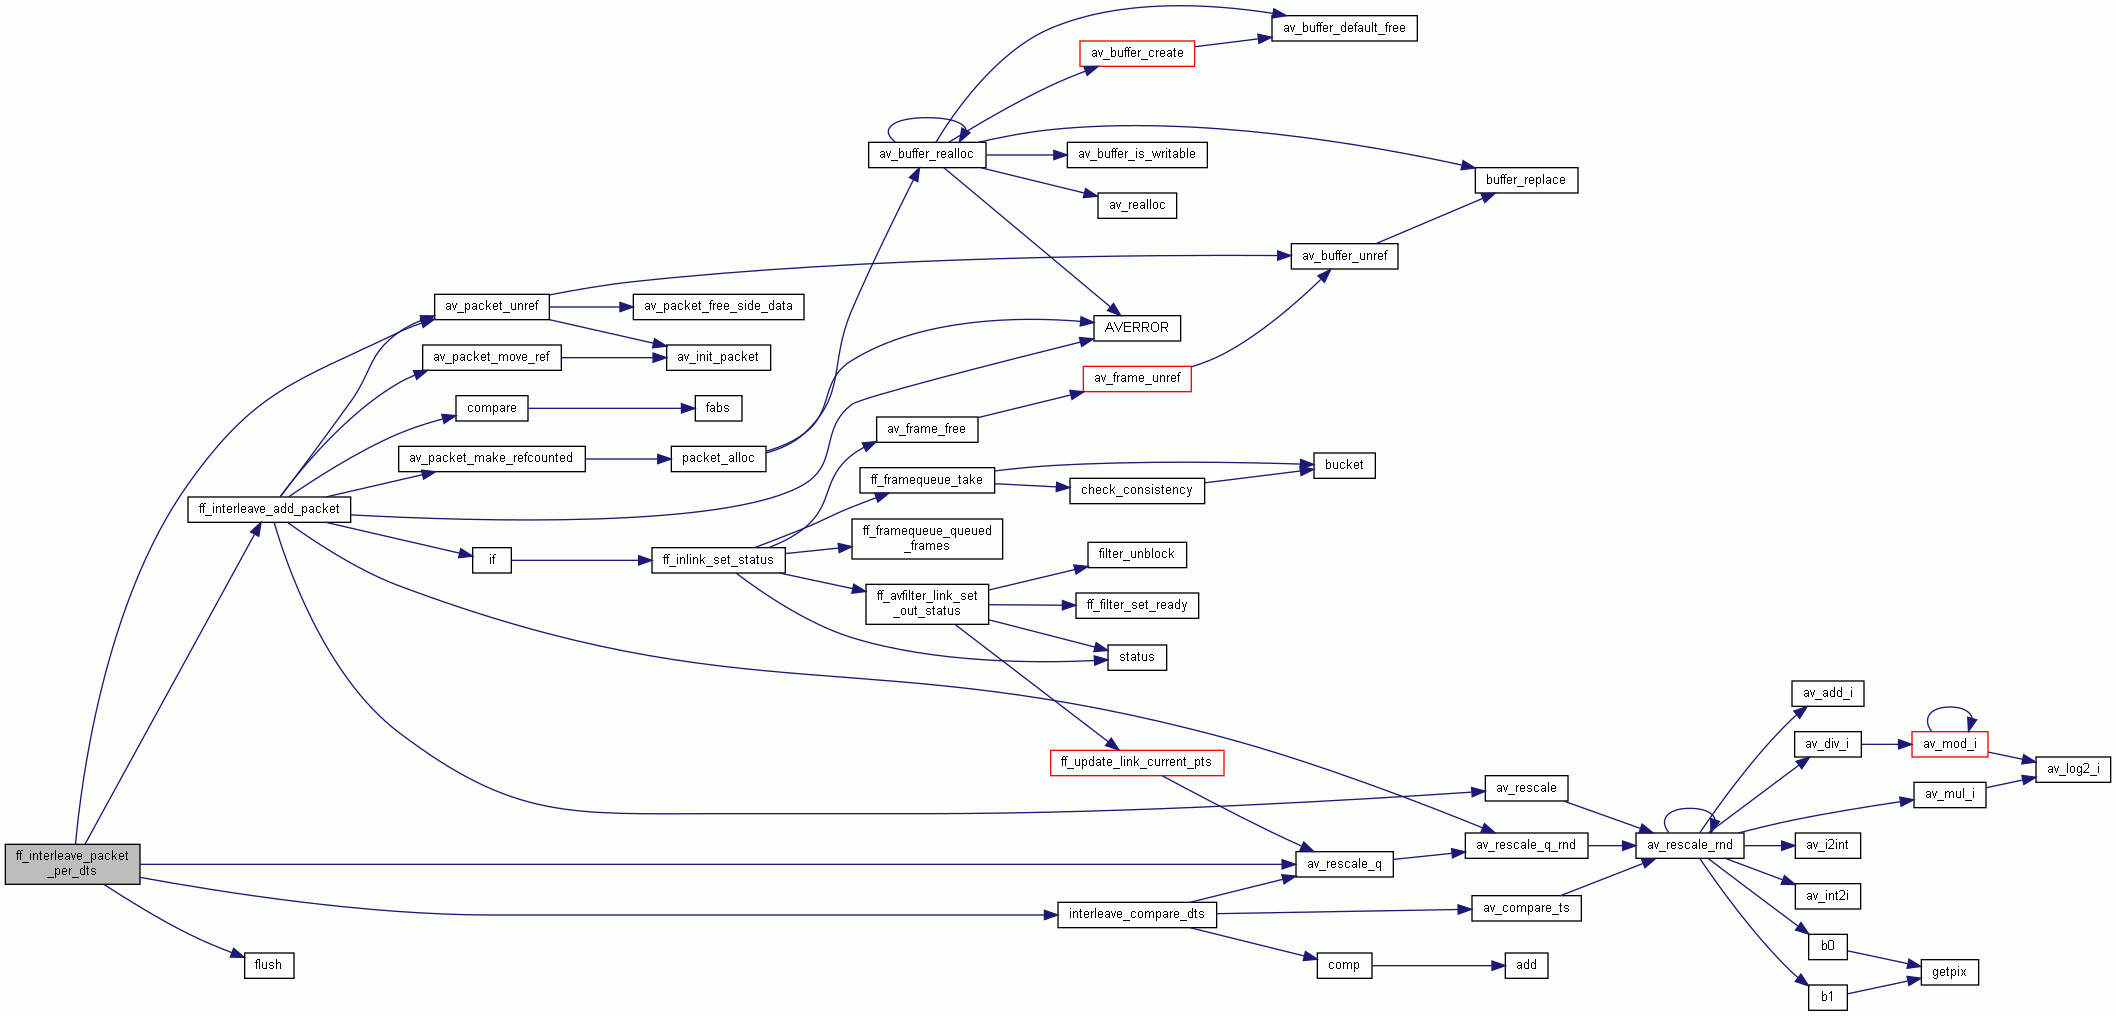 av_buffer_default_free
av_buffer_create
av_buffer_realloc
av_buffer_is_writable
buffer_replace
av_realloc
av_buffer_unref
av_packet_unref
av_packet_free_side_data
AVERROR
av_packet_move_ref
av_init_packet
av_frame_unref
compare
fabs
av_frame_free
av_packet_make_refcounted
packet_alloc
bucket
ff_framequeue_take
check_consistency
ff_interleave_add_packet
ff_framequeue_queued
_frames
if
ff_inlink_set_status
filter_unblock
ff_avfilter_link_set
_out_status
ff_filter_set_ready
status
av_add_i
av_div_i
av_mod_i
ff_update_link_current_pts
av_log2_i
av_rescale
av_mul_i
ff_interleave_packet
_per_dts
av_rescale_q
av_rescale_q_rnd
av_rescale_rnd
av_i2int
av_int2i
interleave_compare_dts
av_compare_ts
b0
flush
comp
add
getpix
b1